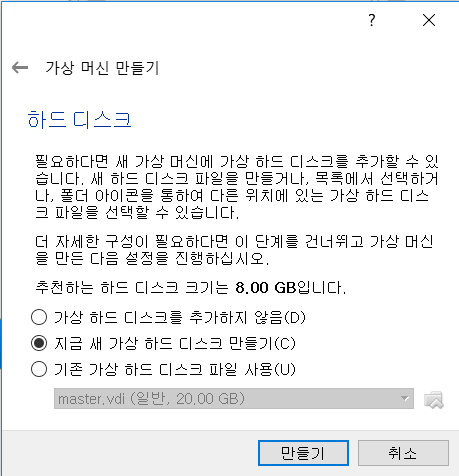 ?
가상 머신 만들기
하드 디스크
필요하다면 새 가상 머신에 가상 하드 디스크를 추가할 수 있
습니다. 새 하드 디스크 파일을 만들거나, 목록에서 선택하거
나, 폴더 아이콘을 통하여 다른 위치에 있는 가상 하드 디스
크 파일을 선택할 수 있습니다.
더 자세한 구성이 필요하다면 이 단계를 건너뛰고 가상 머신
을 만든 다음 설정을 진행하십시오.
추천하는 하드 디스크 크기는 8.00 GB입니다.
가상 하드 디스크를 추가하지 않음(D)
지금 새 가상 하드 디스크 만들기(C)
기존 가상 하드 디스크 파일 사용(U)
master.vdi (일반, 20.00 GB)
만들기
취소